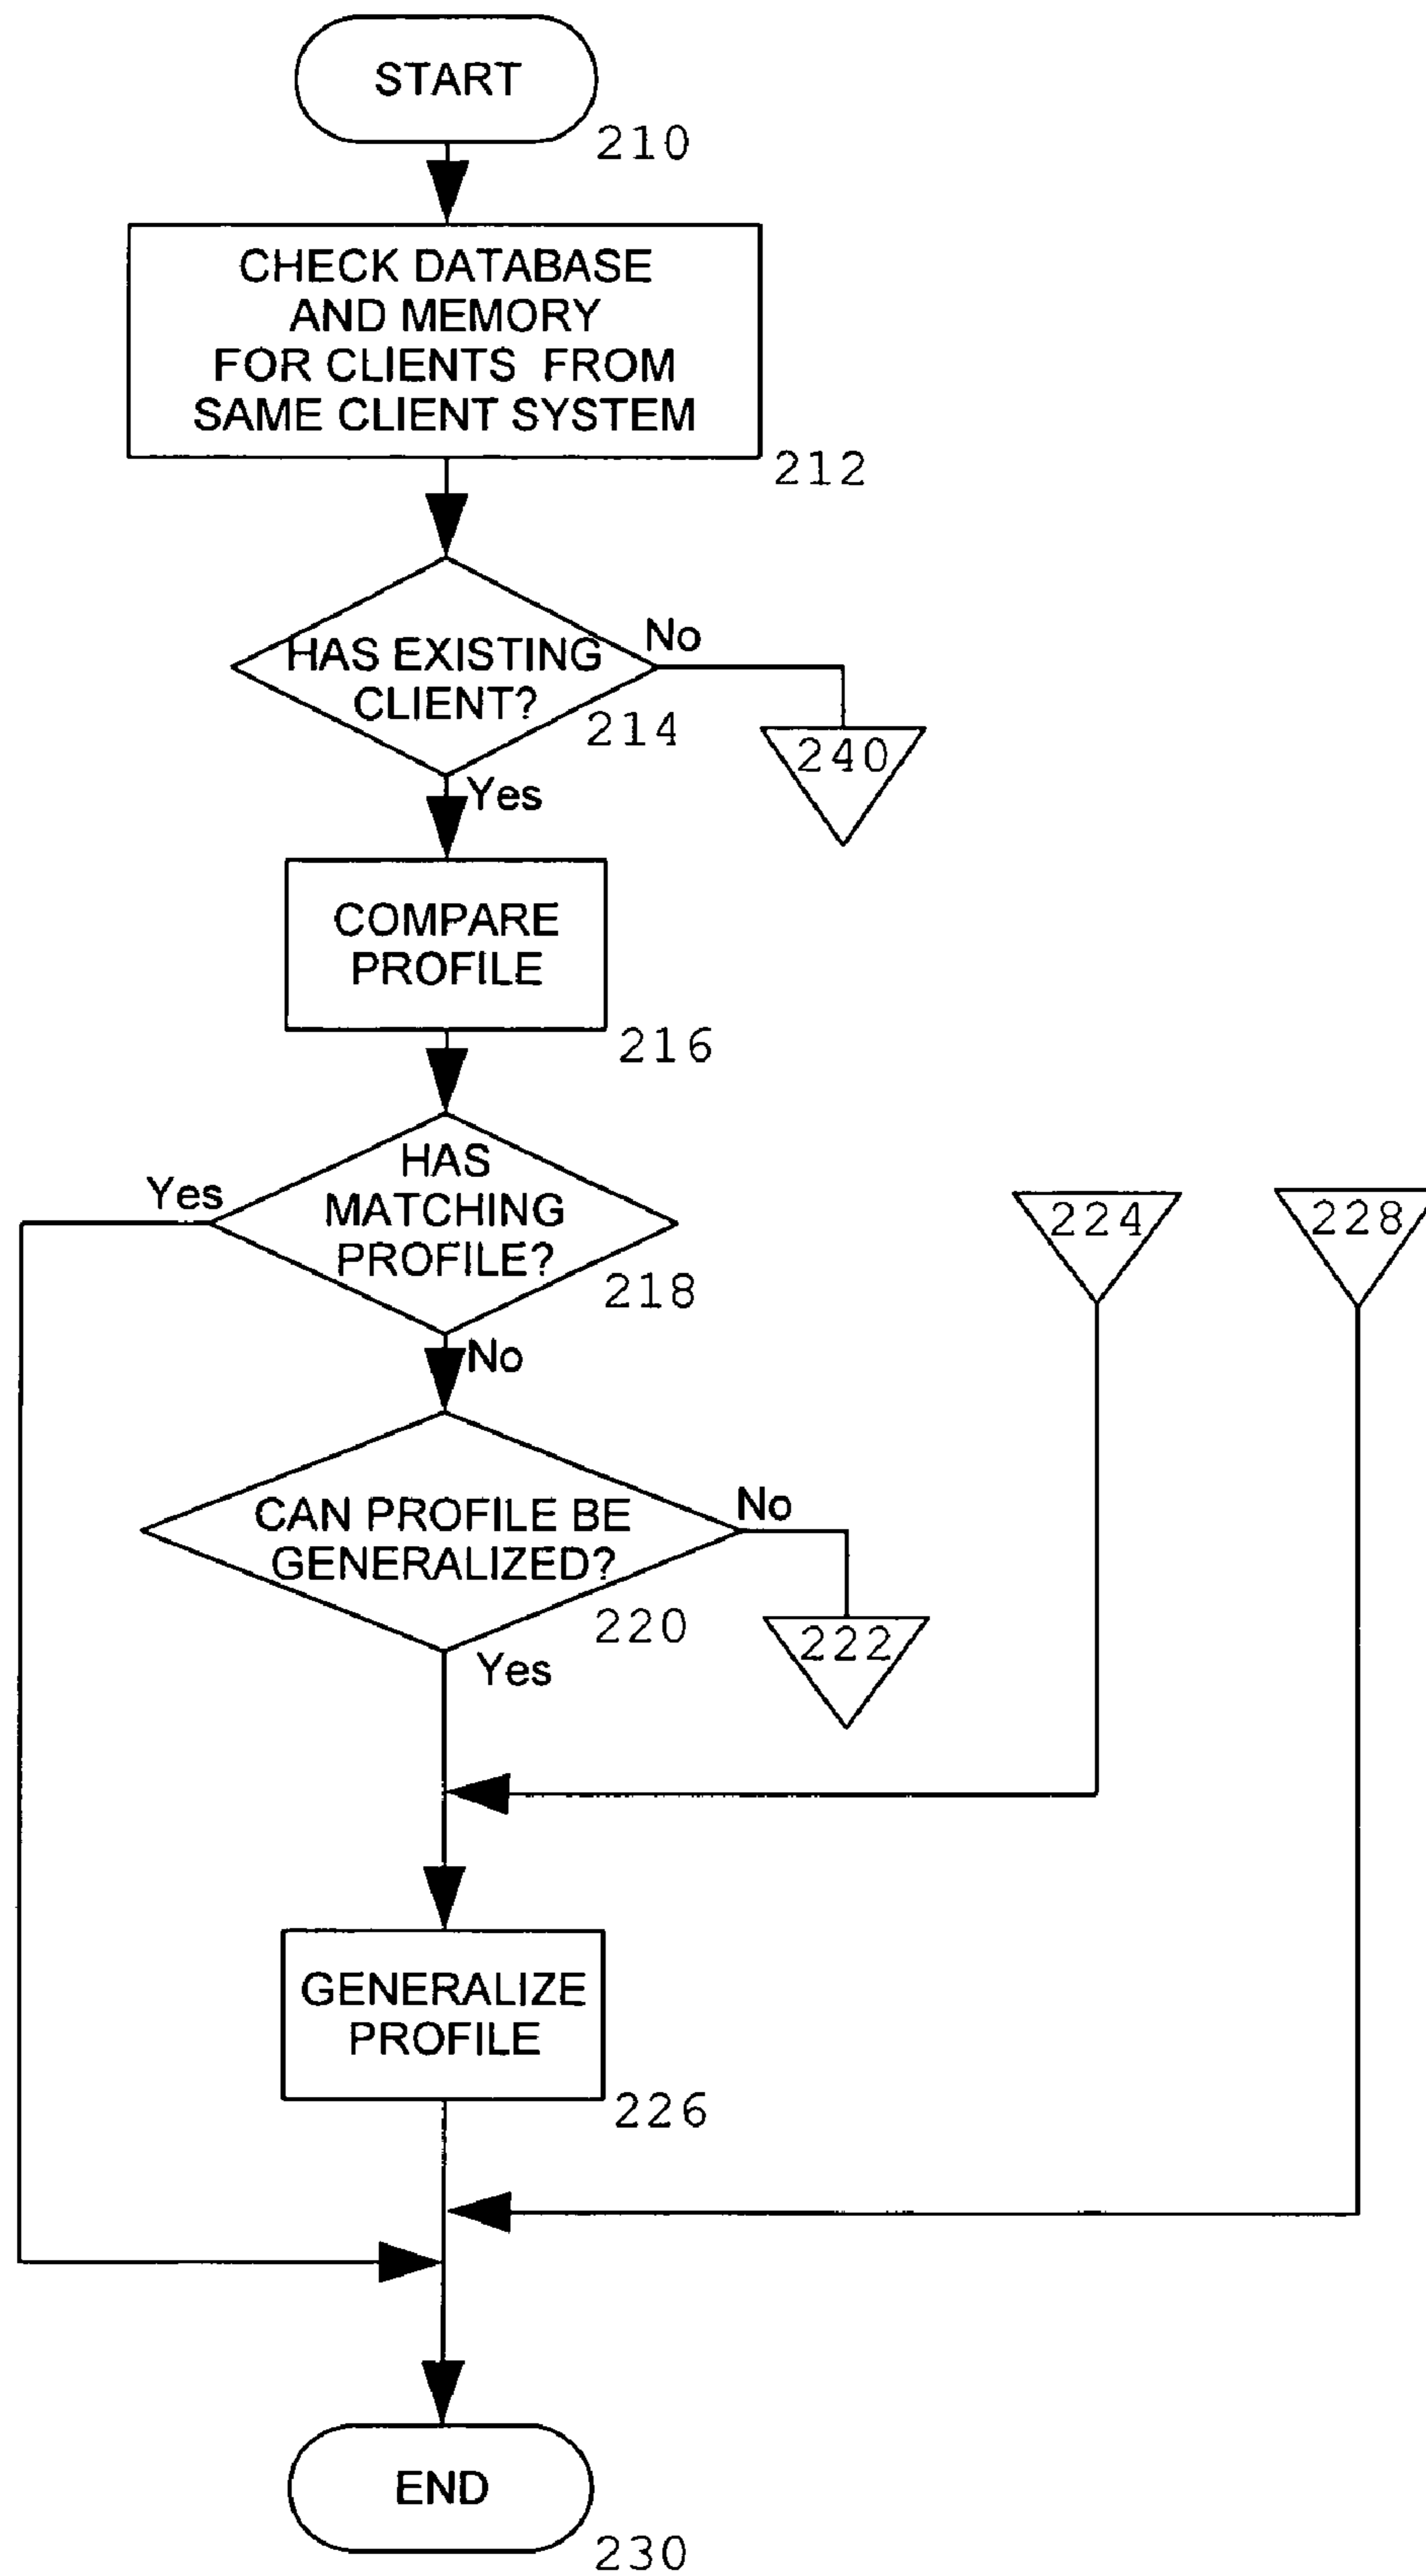 START
210
CHECK DATABASE
AND MEMORY
FOR CLIENTS FROM
SAME CLIENT SYSTEM
212
HAS EXISTING
CLIENT?
214
No
240
Yes
COMPARE
PROFILE
216
HAS
MATCHING
PROFILE?
218
Yes
No
224
228
CAN PROFILE BE
GENERALIZED?
220
No
222
Yes
GENERALIZE
PROFILE
226
END
230